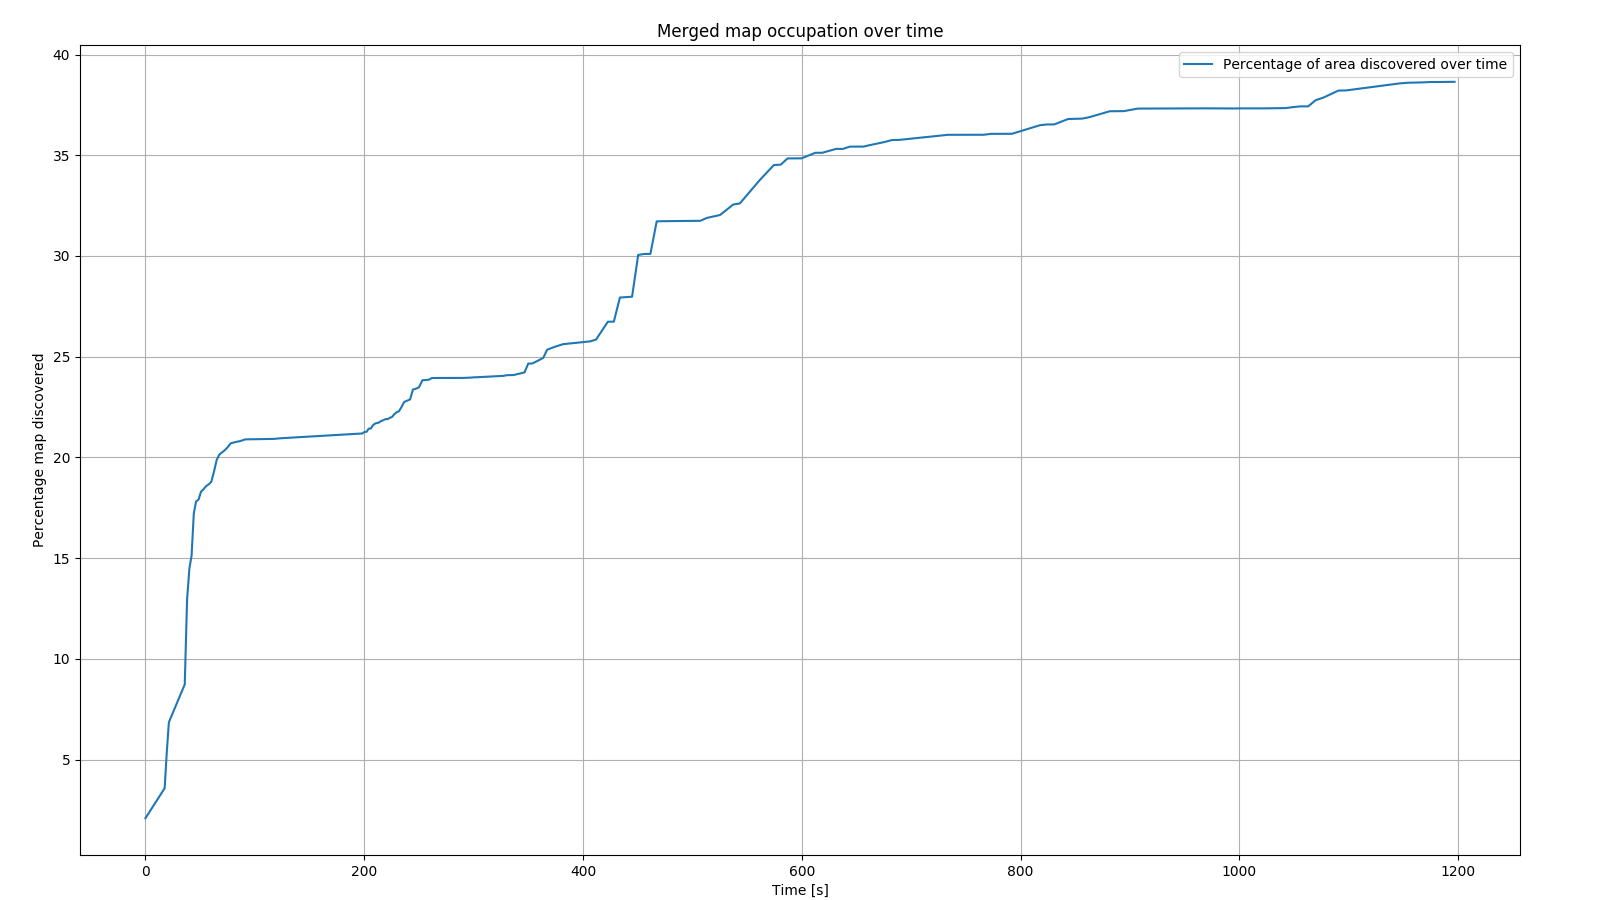 Merged map occupation over time
Percentage of area discovered over time
Percentage map discovered
40
35
30
25
20
15
10
5
0 200 400 600 800 1000 1200
Time [s]